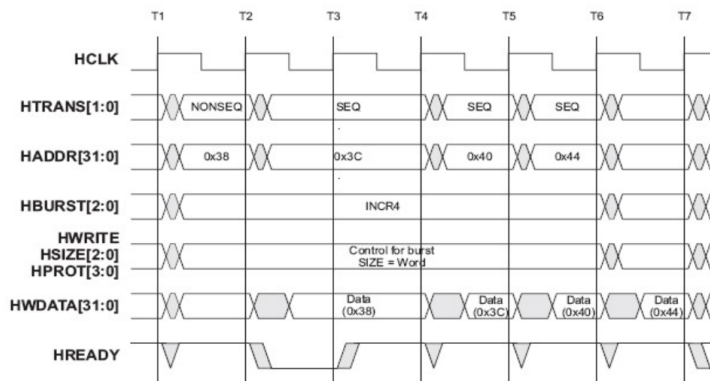 T1 T2 T3 T4 T5 T6 T7
HCLK
HTRANS[1:0] NONSEQ SEQ SEQ SEQ
HADDR[31:0] 0x38 0x3C 0x40 0x44
HBURST[2:0] INCR4
HWRITE
HSIZE[2:0] Control for burst
HPROT[3:0] SIZE = Word
HWDATA[31:0] Data Data Data Data
(0x38) (0x3C) (0x40) (0x44)
HREADY